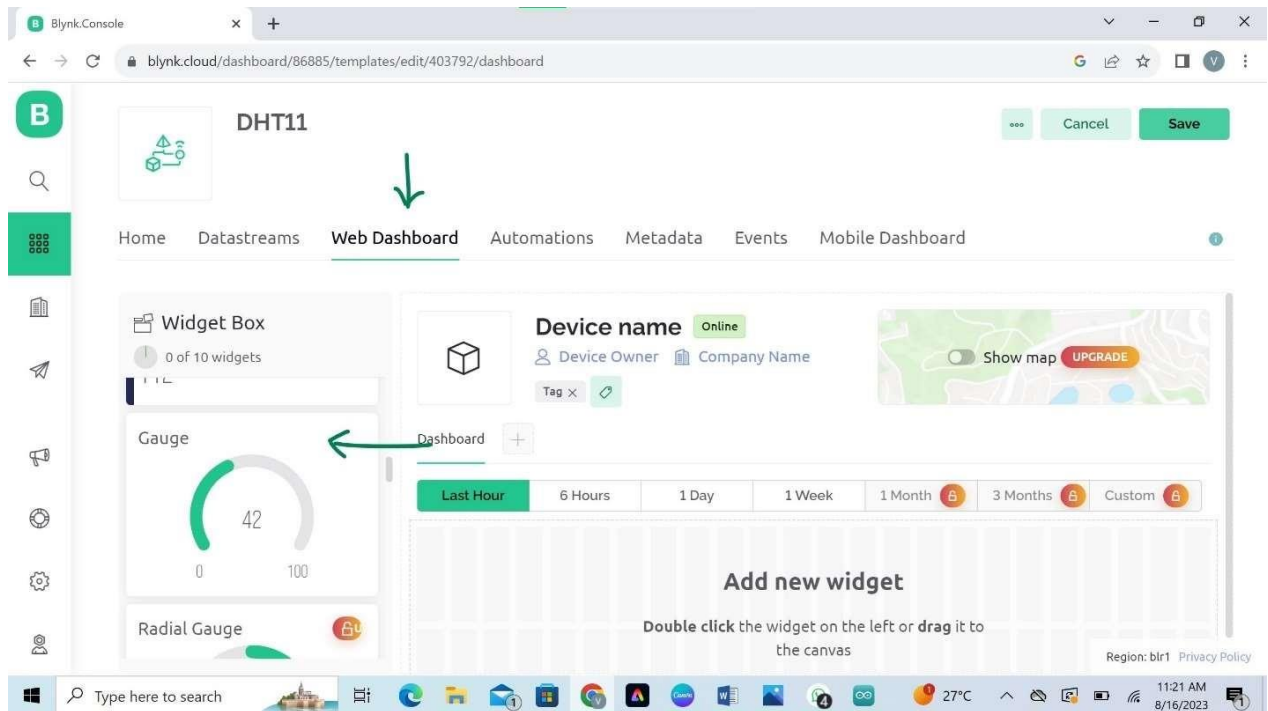 B Blynk.Console
blynk.cloud/dashboard/86885/templates/edit/403792/dashboard
G V
B
DHT11
Cancel Save
Home Datastreams Web Dashboard Automations Metadata Events Mobile Dashboard
Widget Box
0 of 10 widgets
Device name Online
Device Owner Company Name
Tag
Show map UPGRADE
Gauge
42
0 100
Radial Gauge
Dashboard
Last Hour 6 Hours 1 Day 1 Week 1 Month 3 Months Custom
Add new widget
Double click the widget on the left or drag it to
the canvas
Region: blr1 Privacy Policy
Type here to search
Canva
W
4
27°C
11:21 AM
8/16/2023
1